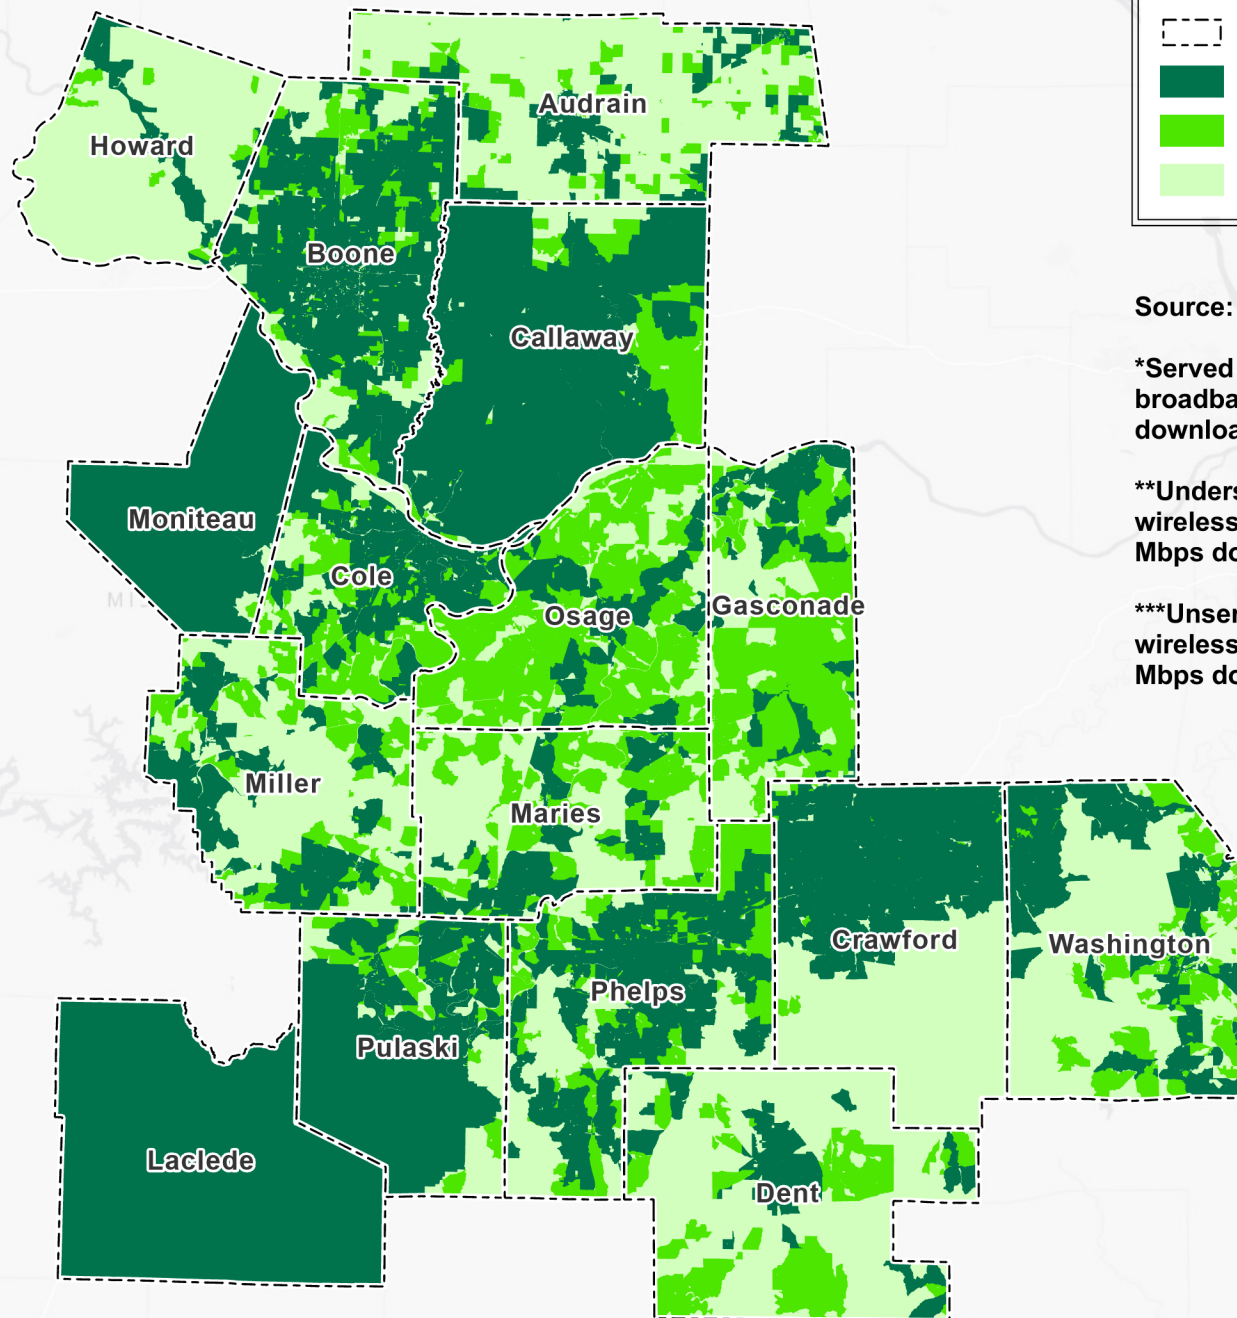 Audrain
Howard
Boone
Callaway
Moniteau
Cole
Osage
Gasconade
Miller
Maries
Crawford
Washington
Phelps
Pulaski
Laclede
Dent
Source:
*Served
broadba
downloa
**Unders
wireless
Mbps do
***Unser
wireless
Mbps do